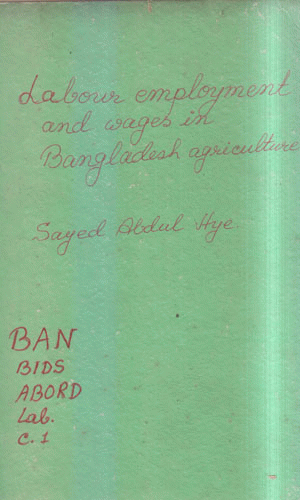 Labour employment
and wages in
Bangladesh agriculture
Sayed Abdul Hye
BAN
BIDS
ABORD
Lab.
C.1